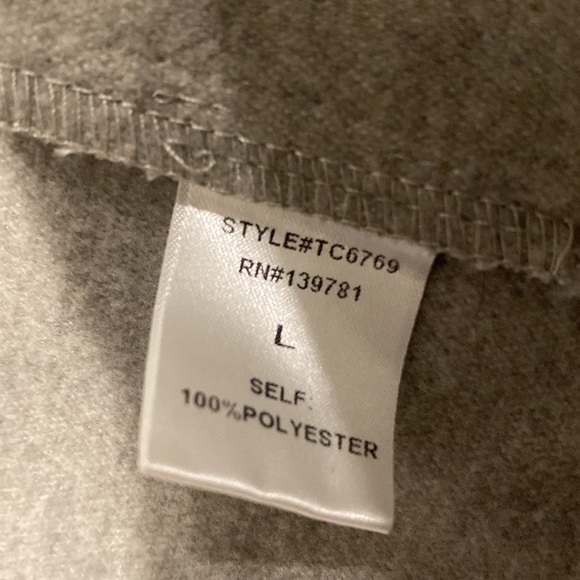 STYLE#TC6769
RN#139781
L
SELF:
100%POLYESTER